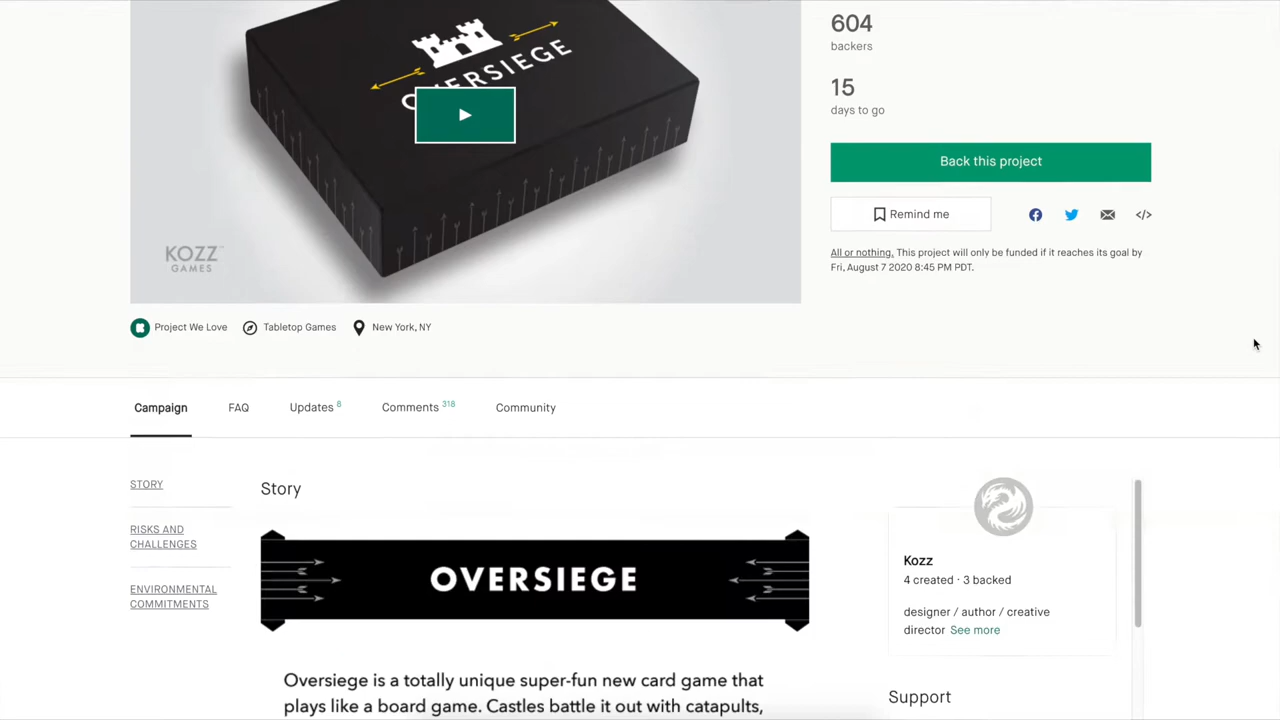 OVERSIEGE
KOZZ™
GAMES
604
backers
15
days to go
Back this project
Remind me
</>
All or nothing. This project will only be funded if it reaches its goal by
Fri, August 7 2020 8:45 PM PDT.
Project We Love
Tabletop Games
New York, NY
Campaign
FAQ
Updates 8
Comments 318
Community
STORY
RISKS AND
CHALLENGES
ENVIRONMENTAL
COMMITMENTS
Story
OVERSIEGE
Oversiege is a totally unique super-fun new card game that
plays like a board game. Castles battle it out with catapults,
Kozz
4 created · 3 backed
designer / author / creative
director See more
Support